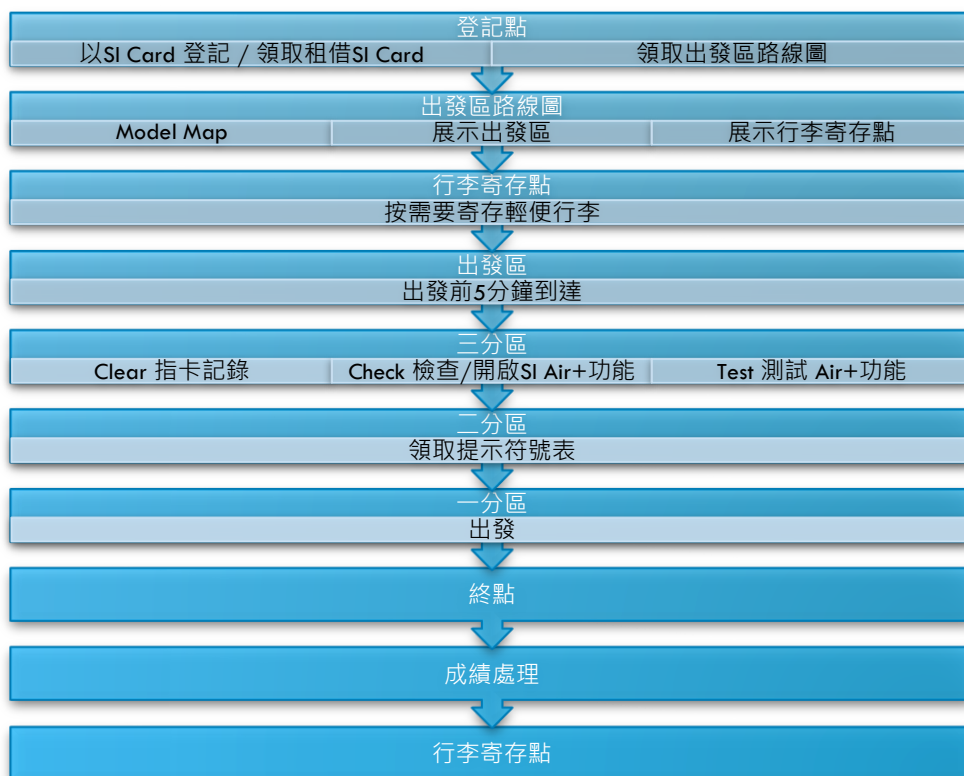 登記點
以SI Card 登記 / 領取租借SI Card
領取出發區路線圖
出發區路線圖
Model Map
展示出發區
展示行李寄存點
行李寄存點
按需要寄存輕便行李
出發區
出發前5分鐘到達
三分區
Clear 指卡記錄
Check 檢查/開啟SI Air+功能
Test 測試 Air+功能
二分區
領取提示符號表
一分區
出發
終點
成績處理
行李寄存點